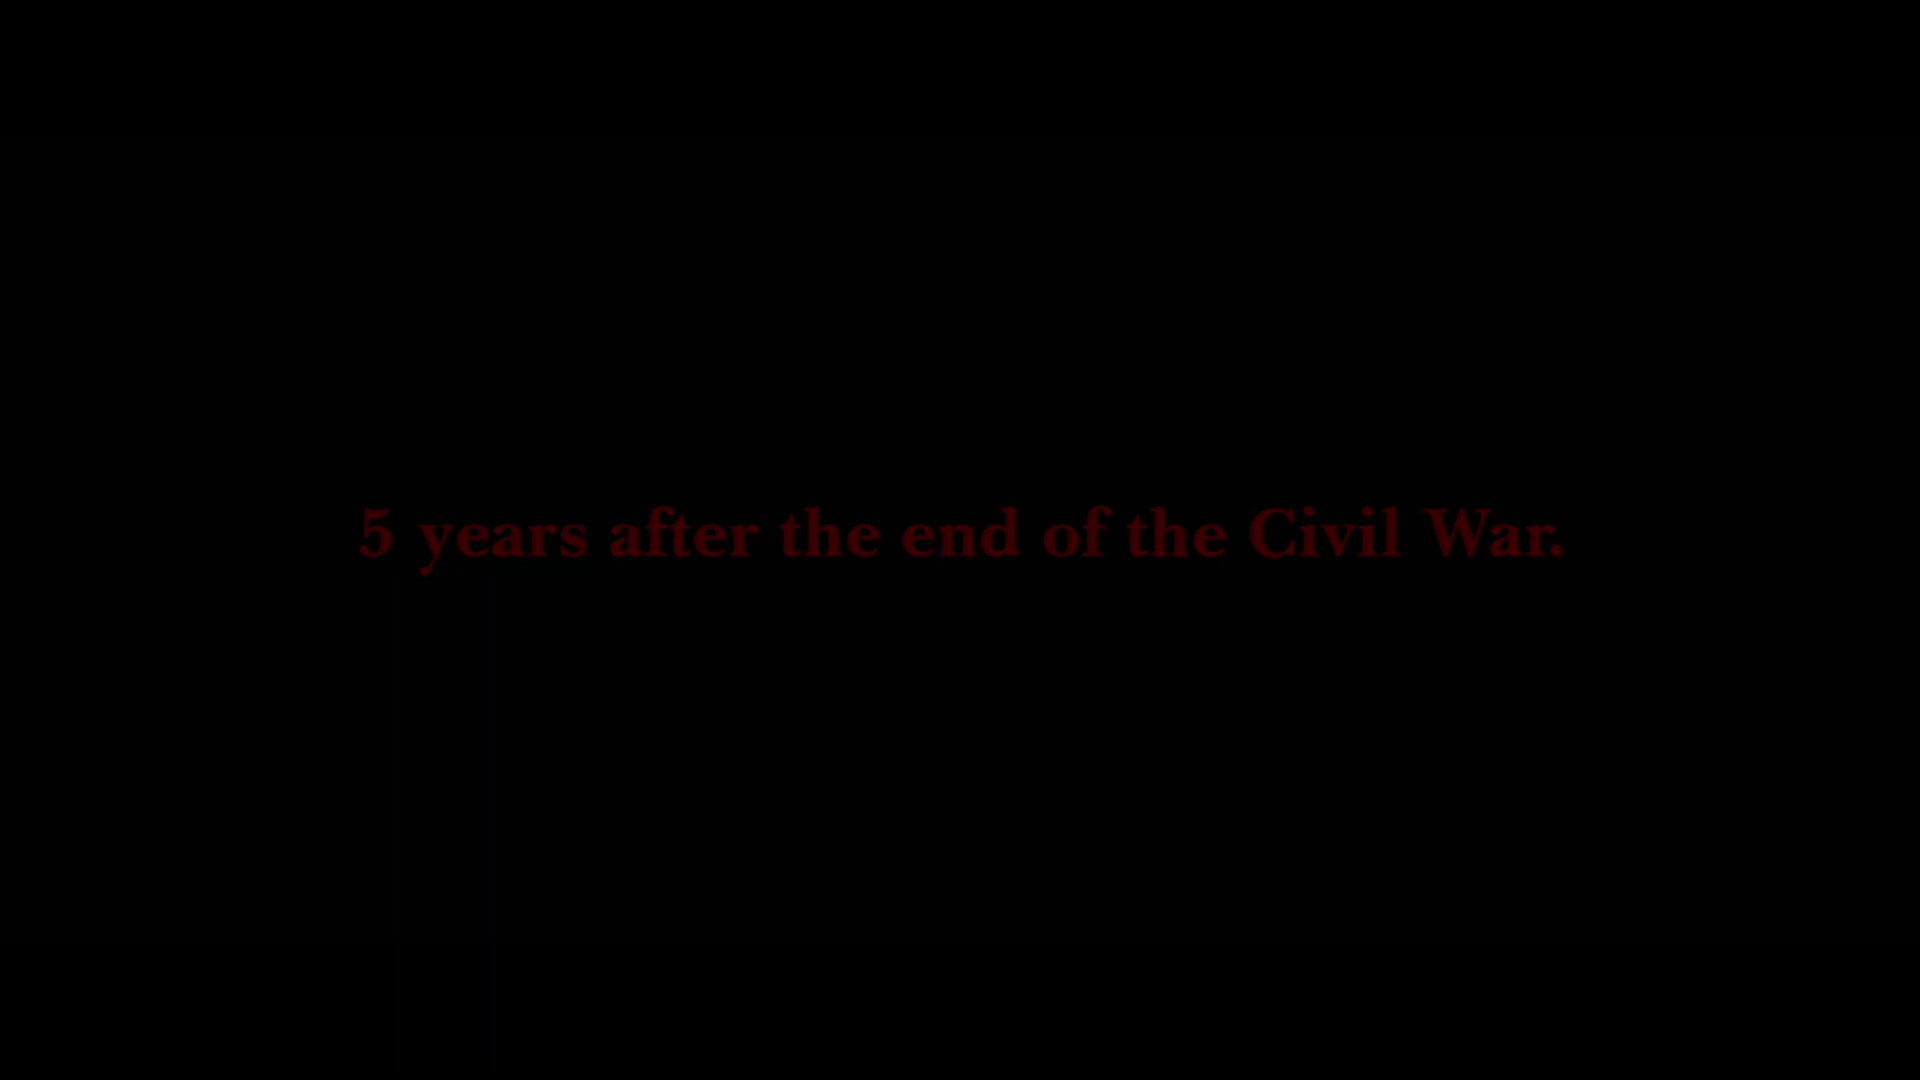 5 years after the end of the Civil War.